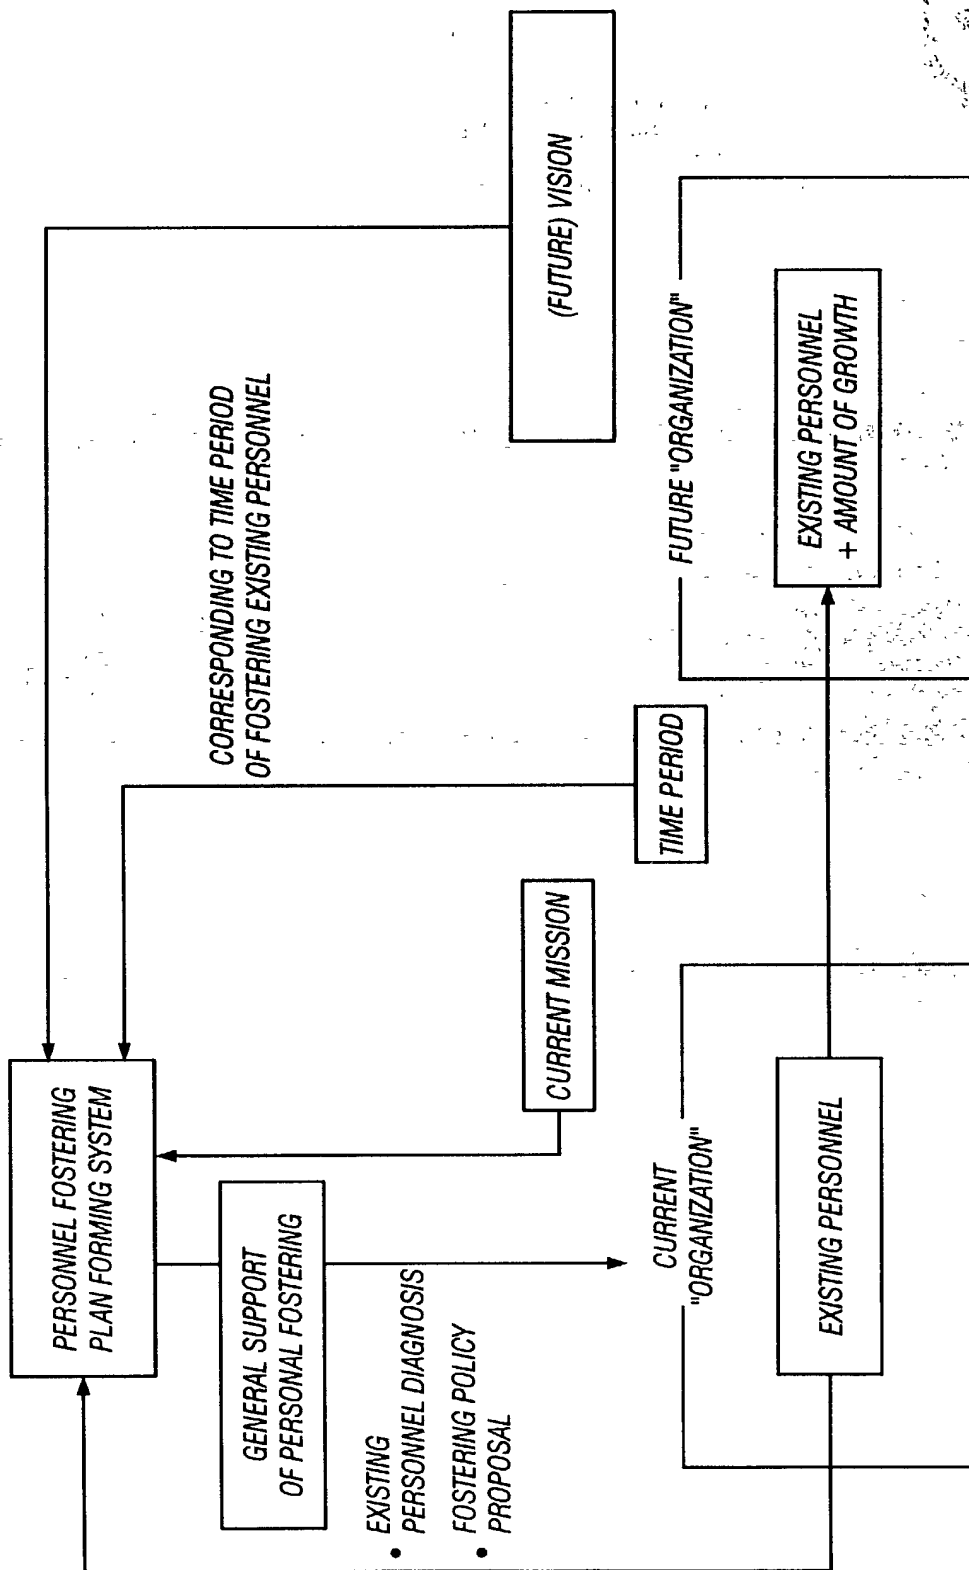 PERSONNEL FOSTERING
PLAN FORMING SYSTEM
GENERAL SUPPORT
OF PERSONAL FOSTERING
• EXISTING
PERSONNEL DIAGNOSIS
• FOSTERING POLICY
PROPOSAL
CORRESPONDING TO TIME PERIOD
OF FOSTERING EXISTING PERSONNEL
CURRENT MISSION
TIME PERIOD
(FUTURE) VISION
CURRENT
"ORGANIZATION"
EXISTING PERSONNEL
FUTURE "ORGANIZATION"
EXISTING PERSONNEL
+ AMOUNT OF GROWTH